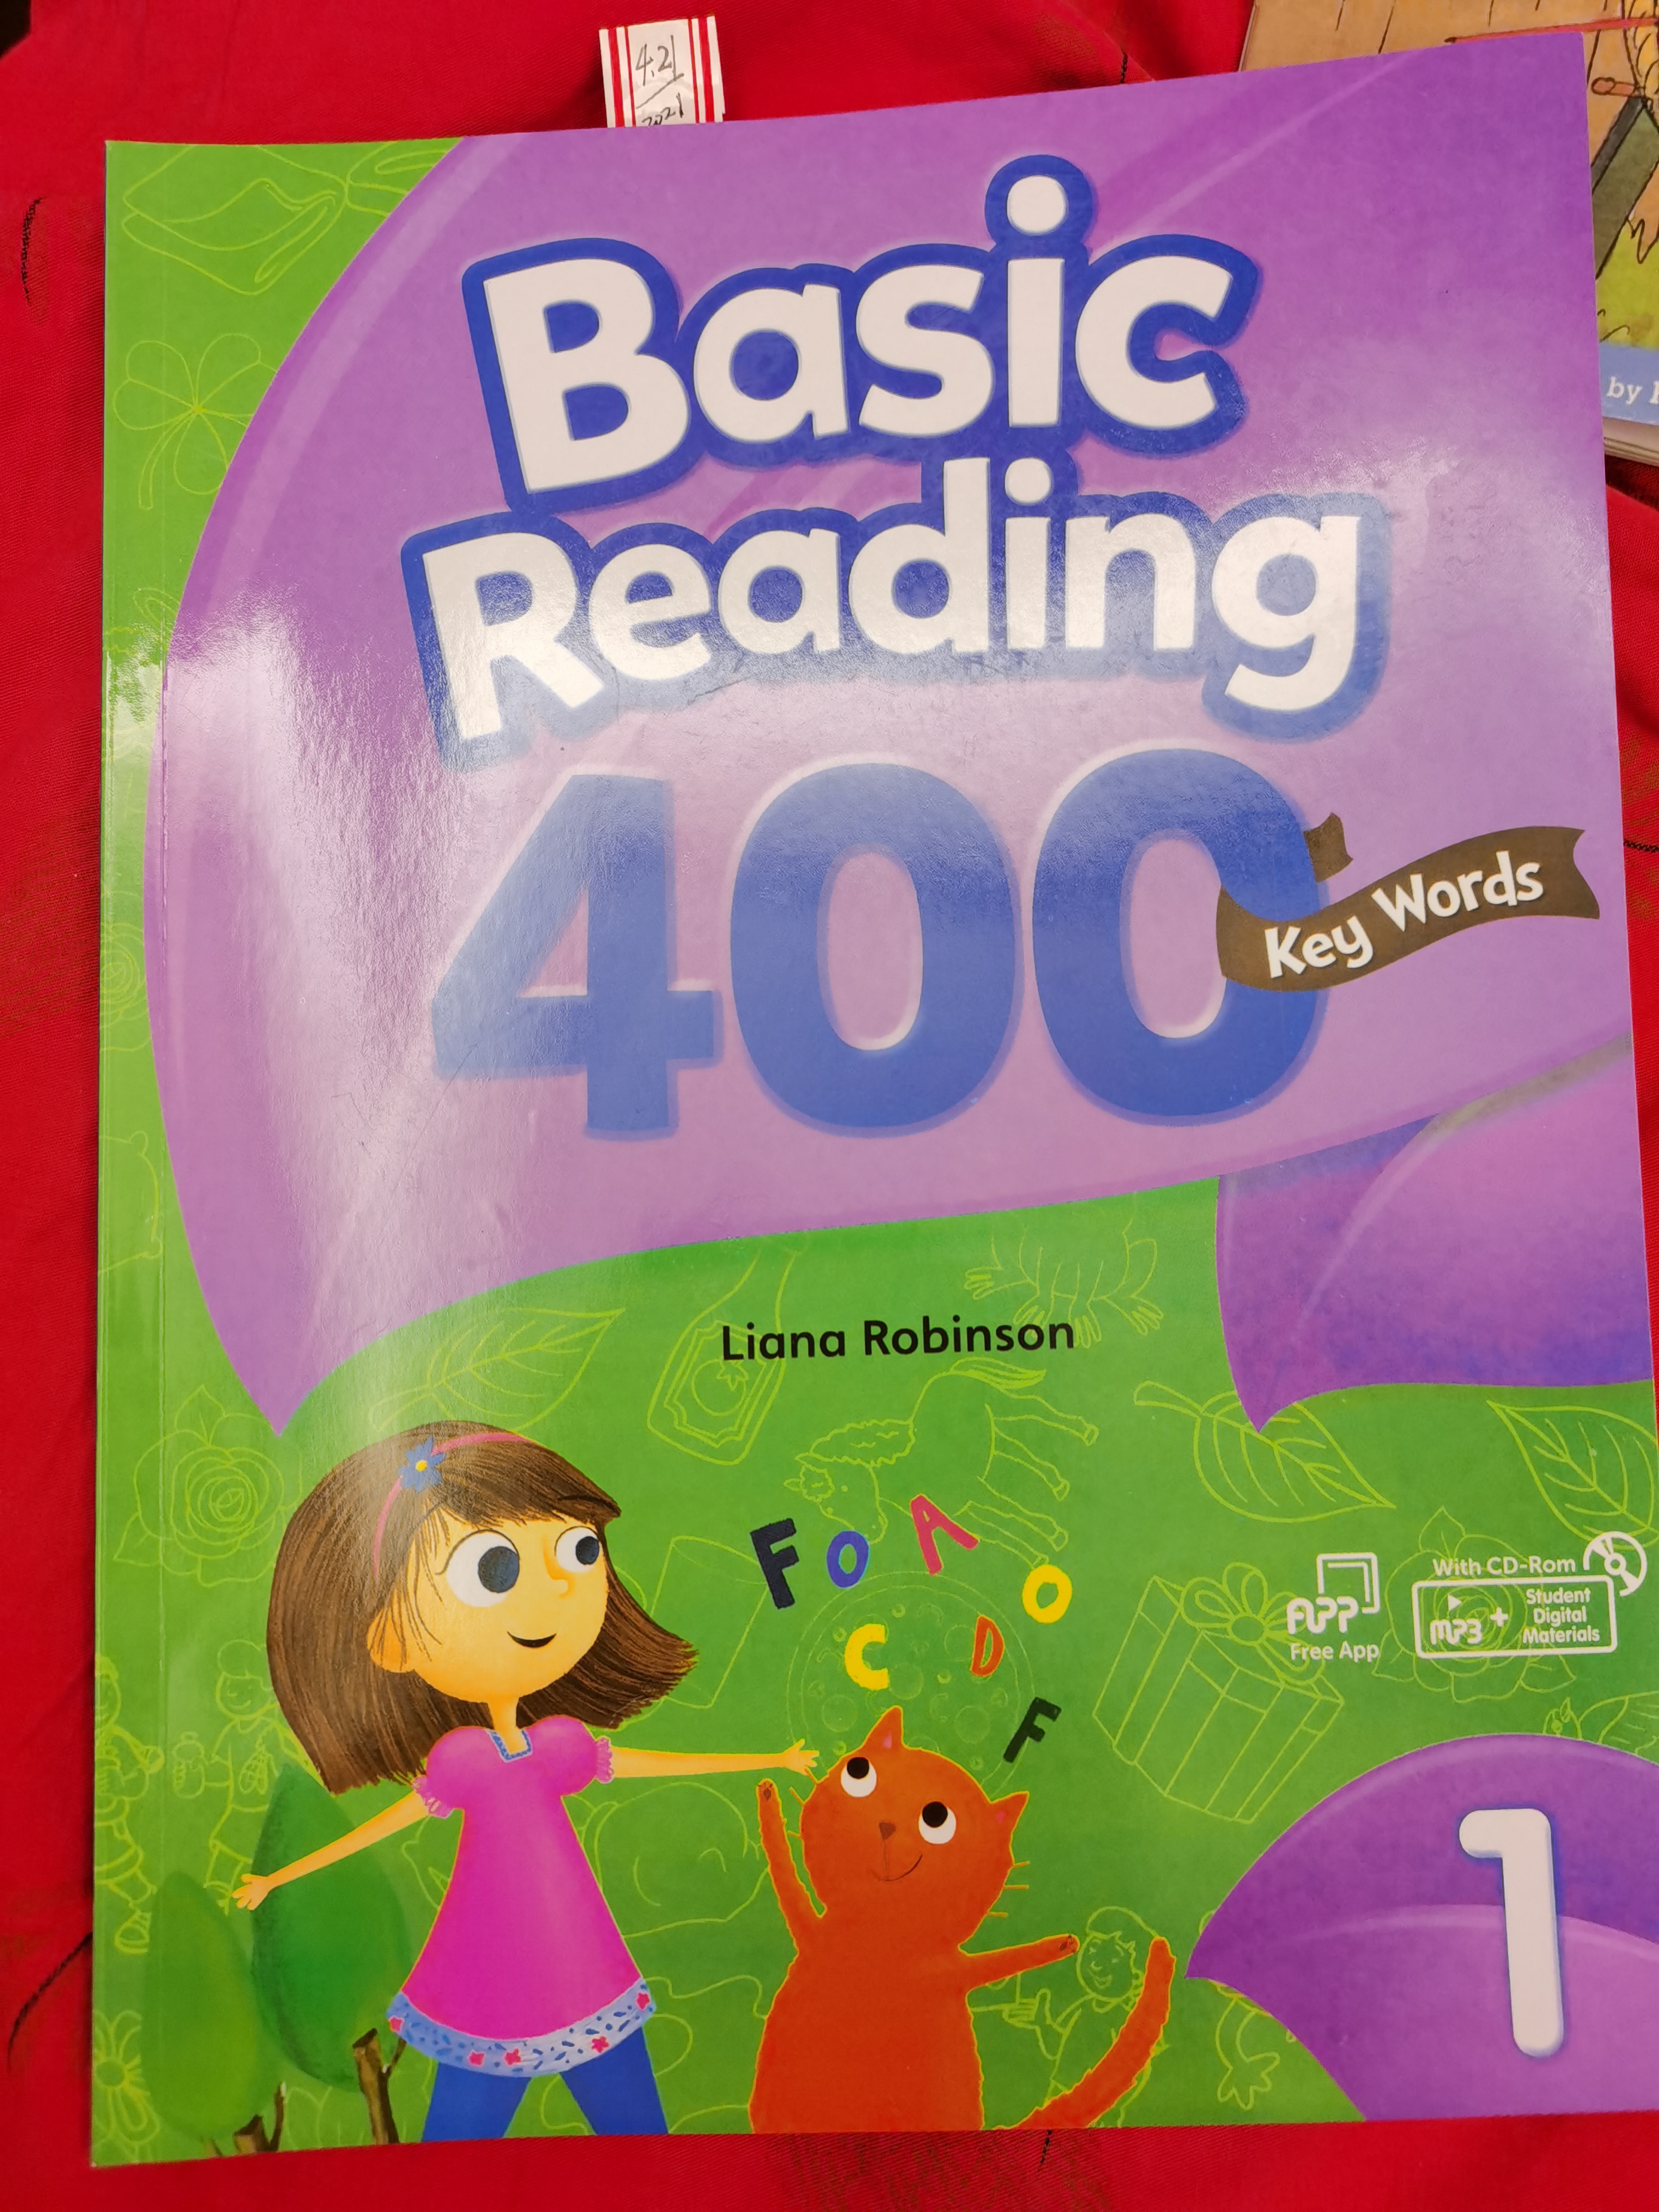 4.21
2021
Basic
Reading
400
Key Words
by
Liana Robinson
F O A
O
C D
F
APP
Free App
With CD-Rom
MP3 + Student
Digital
Materials
1